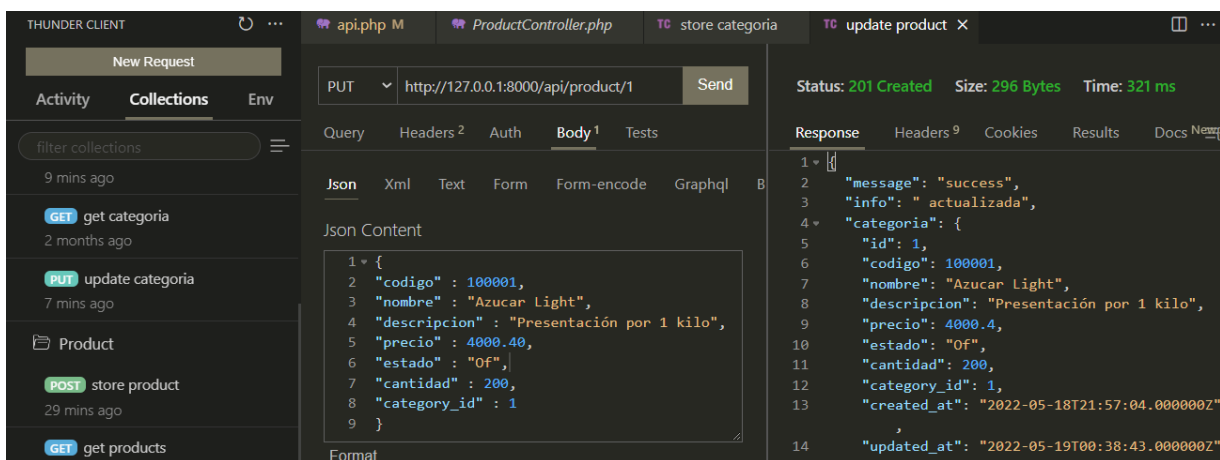 THUNDER CLIENT
New Request
Activity Collections Env
filter collections
9 mins ago
GET get categoria
2 months ago
PUT update categoria
7 mins ago
Product
POST store product
29 mins ago
GET get products
api.php M ProductController.php TC store categoria TC update product
PUT http://127.0.0.1:8000/api/product/1 Send
Query Headers 2 Auth Body 1 Tests
Json Xml Text Form Form-encode Graphql B
Json Content
1 {
2 "codigo" : 100001,
3 "nombre" : "Azucar Light",
4 "descripcion" : "Presentación por 1 kilo",
5 "precio" : 4000.40,
6 "estado" : "Of",
7 "cantidad" : 200,
8 "category_id" : 1
9 }
Format
Status: 201 Created Size: 296 Bytes Time: 321 ms
Response Headers 9 Cookies Results Docs New
1 {
2 "message": "success",
3 "info": " actualizada",
4 "categoria": {
5 "id": 1,
6 "codigo": 100001,
7 "nombre": "Azucar Light",
8 "descripcion": "Presentación por 1 kilo",
9 "precio": 4000.4,
10 "estado": "Of",
11 "cantidad": 200,
12 "category_id": 1,
13 "created_at": "2022-05-18T21:57:04.000000Z"
,
14 "updated_at": "2022-05-19T00:38:43.000000Z"